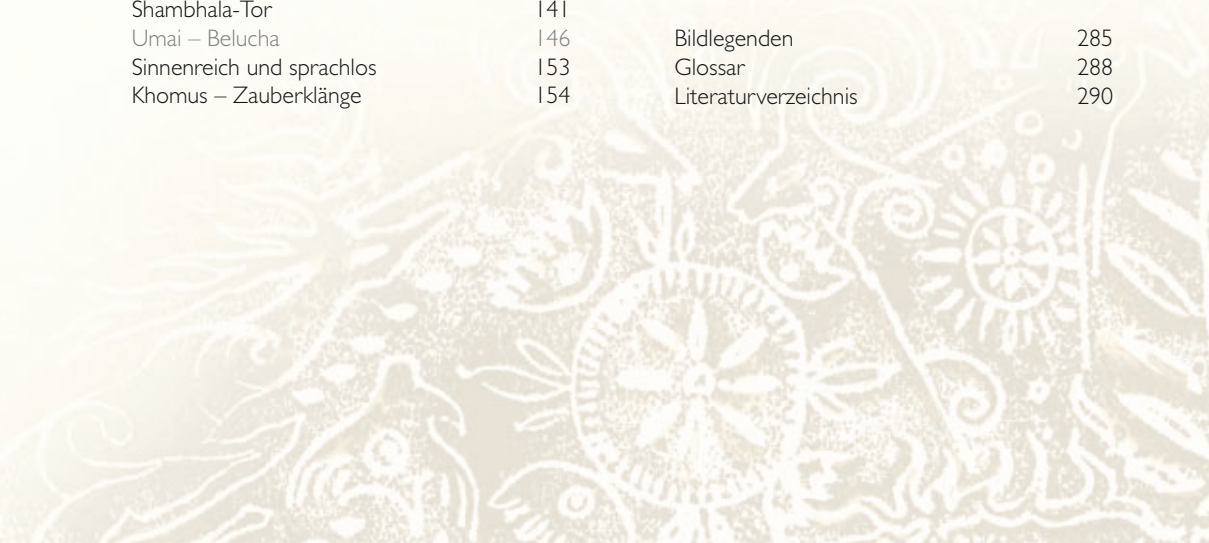 Shambhala-Tor 141
Umai – Belucha 146
Sinnenreich und sprachlos 153
Khomus – Zauberklänge 154
Bildlegenden 285
Glossar 288
Literaturverzeichnis 290